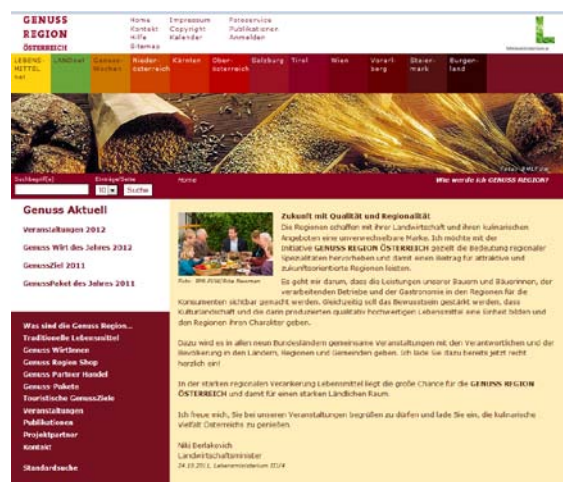 GENUSS
REGION
ÖSTERREICH
Home
Kontakt
Hilfe
Sitemap
Impressum
Copyright
Kalender
Fotoservice
Publikationen
Anmelden
LEBENS-
MITTEL
net
LANDnet
Genuss-
Wochen
Nieder-
österreich
Kärnten
Ober-
österreich
Salzburg
Tirol
Wien
Vorarl-
berg
Steier-
mark
Burgen-
land
Suchbegriff(e)
Einträge/Seite
10
Suche
Home
Wie werde ich GENUSS REGION?
Genuss Aktuell
Veranstaltungen 2012
Genuss Wirt des Jahres 2012
GenussZiel 2011
GenussPaket des Jahres 2011
Was sind die Genuss Region...
Traditionelle Lebensmittel
Genuss WirtInnen
Genuss Region Shop
Genuss Partner Handel
Genuss Pakete
Touristische GenussZiele
Veranstaltungen
Publikationen
Projektpartner
Kontakt
Standardsuche
Zukunft mit Qualität und Regionalität
Die Regionen schaffen mit ihrer Landwirtschaft und ihren kulinarischen
Angeboten eine unverwechselbare Marke. Ich möchte mit der
Initiative GENUSS REGION ÖSTERREICH gezielt die Bedeutung regionaler
Spezialitäten hervorheben und damit einen Beitrag für attraktive und
zukunftsorientierte Regionen leisten.
Es geht mir darum, dass die Leistungen unserer Bauern und Bäuerinnen, der
verarbeitenden Betriebe und der Gastronomie in den Regionen für die
Konsumenten sichtbar gemacht werden. Gleichzeitig soll das Bewusstsein gestärkt werden, dass
Kulturlandschaft und die darin produzierten qualitativ hochwertigen Lebensmittel eine Einheit bilden und
den Regionen ihren Charakter geben.
Dazu wird es in allen neun Bundesländern gemeinsame Veranstaltungen mit den Verantwortlichen und der
Bevölkerung in den Ländern, Regionen und Gemeinden geben. Ich lade Sie dazu bereits jetzt recht
herzlich ein!
In der starken regionalen Verankerung Lebensmittel liegt die große Chance für die GENUSS REGION
ÖSTERREICH und damit für einen starken Ländlichen Raum.
Ich freue mich, Sie bei unseren Veranstaltungen begrüßen zu dürfen und lade Sie ein, die kulinarische
Vielfalt Österreichs zu genießen.
Niki Berlakovich
Landwirtschaftsminister
24.10.2011, Lebensministerium III/4